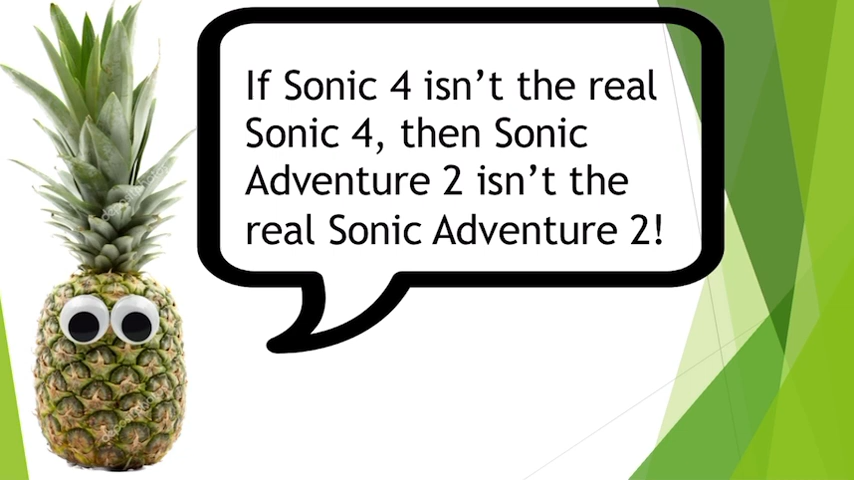 If Sonic 4 isn’t the real
Sonic 4, then Sonic
Adventure 2 isn’t the
real Sonic Adventure 2!